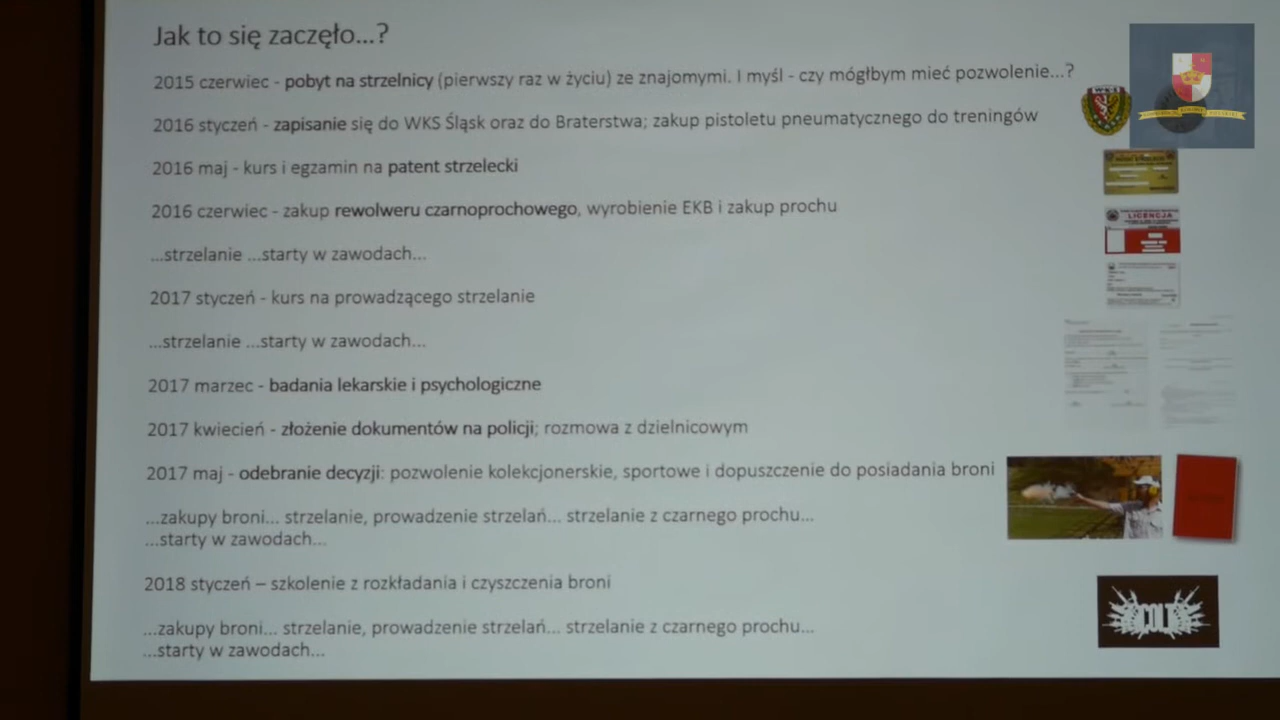 Jak to się zaczęło...?
2015 czerwiec - pobyt na strzelnicy (pierwszy raz w życiu) ze znajomymi. I myśl - czy mógłbym mieć pozwolenie...?
2016 styczeń - zapisanie się do WKS Śląsk oraz do Braterstwa; zakup pistoletu pneumatycznego do treningów
2016 maj - kurs i egzamin na patent strzelecki
2016 czerwiec - zakup rewolweru czarnoprochowego, wyrobienie EKB i zakup prochu
LICENCJA
...strzelanie ...starty w zawodach...
2017 styczeń - kurs na prowadzącego strzelanie
...strzelanie ...starty w zawodach...
2017 marzec - badania lekarskie i psychologiczne
2017 kwiecień - złożenie dokumentów na policji; rozmowa z dzielnicowym
2017 maj - odebranie decyzji: pozwolenie kolekcjonerskie, sportowe i dopuszczenie do posiadania broni
...zakupy broni... strzelanie, prowadzenie strzelań... strzelanie z czarnego prochu...
...starty w zawodach...
2018 styczeń – szkolenie z rozkładania i czyszczenia broni
COLT
...zakupy broni... strzelanie, prowadzenie strzelań... strzelanie z czarnego prochu...
...starty w zawodach...